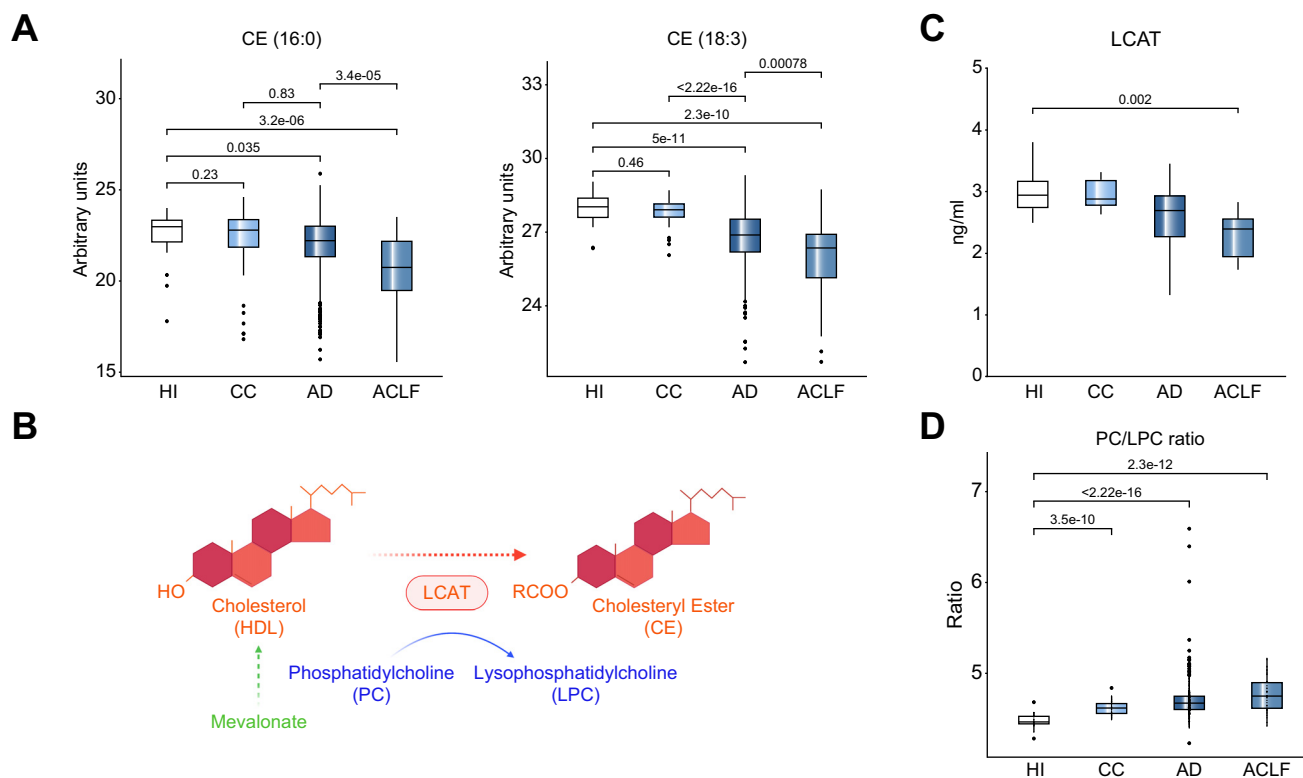 A
CE (16:0)
Arbitrary units
30
25
20
15
3.4e-05
0.83
3.2e-06
0.035
0.23
HI
CC
AD
ACLF
CE (18:3)
Arbitrary units
33
30
27
24
0.00078
<2.22e-16
2.3e-10
5e-11
0.46
HI
CC
AD
ACLF
C
LCAT
ng/ml
5
4
3
2
1
0
0.002
HI
CC
AD
ACLF
B
HO
Cholesterol
(HDL)
LCAT
RCOO
Cholesteryl Ester
(CE)
Phosphatidylcholine
(PC)
Lysophosphatidylcholine
(LPC)
Mevalonate
D
PC/LPC ratio
Ratio
7
6
5
2.3e-12
<2.22e-16
3.5e-10
HI
CC
AD
ACLF